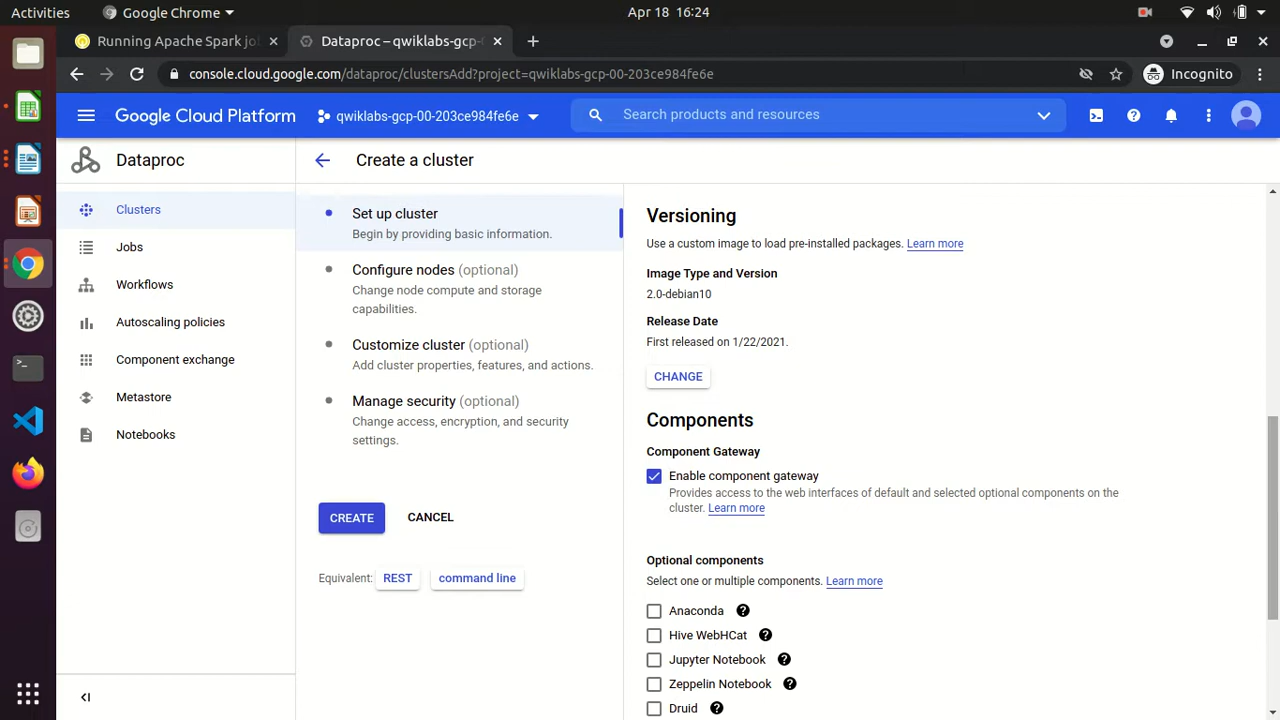 Activities
Google Chrome
Apr 18 16:24
Running Apache Spark jo
Dataproc – qwiklabs-gcp-
console.cloud.google.com/dataproc/clustersAdd?project=qwiklabs-gcp-00-203ce984fe6e
Incognito
Google Cloud Platform
qwiklabs-gcp-00-203ce984fe6e
Search products and resources
Dataproc
Create a cluster
Clusters
Jobs
Workflows
Autoscaling policies
Component exchange
Metastore
Notebooks
Set up cluster
Begin by providing basic information.
Configure nodes (optional)
Change node compute and storage
capabilities.
Customize cluster (optional)
Add cluster properties, features, and actions.
Manage security (optional)
Change access, encryption, and security
settings.
CREATE
CANCEL
Equivalent: REST command line
Versioning
Use a custom image to load pre-installed packages. Learn more
Image Type and Version
2.0-debian10
Release Date
First released on 1/22/2021.
CHANGE
Components
Component Gateway
Enable component gateway
Provides access to the web interfaces of default and selected optional components on the
cluster. Learn more
Optional components
Select one or multiple components. Learn more
Anaconda
Hive WebHCat
Jupyter Notebook
Zeppelin Notebook
Druid